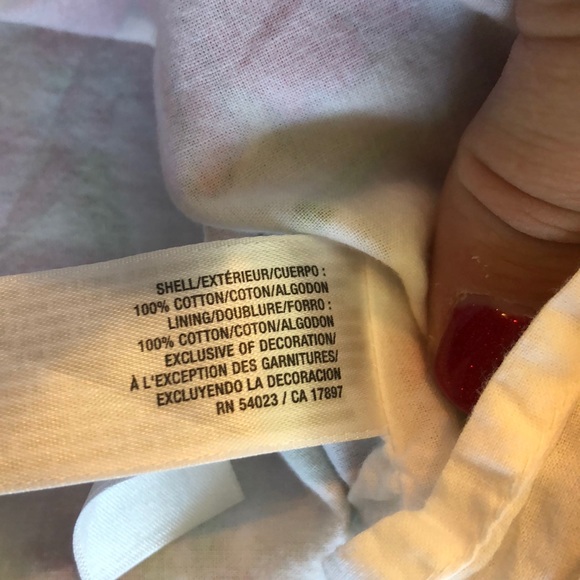 SHELL/EXTÉRIEUR/CUERPO :
100% COTTON/COTON/ALGODON
LINING/DOUBLURE/FORRO :
100% COTTON/COTON/ALGODON
EXCLUSIVE OF DECORATION/
À L'EXCEPTION DES GARNITURES/
EXCLUYENDO LA DECORACION
RN 54023 / CA 17897